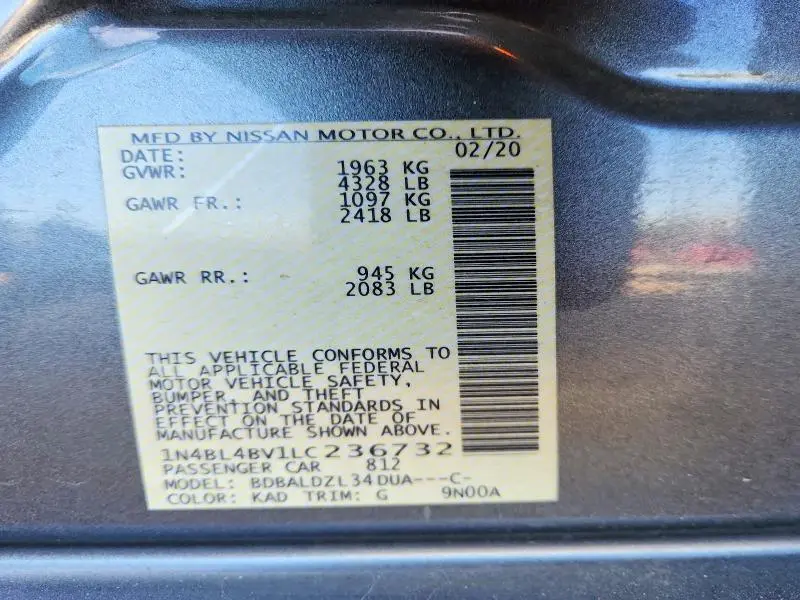 MFD BY NISSAN MOTOR CO., LTD.
DATE: 02/20
GVWR: 1963 KG
4328 LB
GAWR FR.: 1097 KG
2418 LB
GAWR RR.: 945 KG
2083 LB
THIS VEHICLE CONFORMS TO
ALL APPLICABLE FEDERAL
MOTOR VEHICLE SAFETY,
BUMPER, AND THEFT
PREVENTION STANDARDS IN
EFFECT ON THE DATE OF
MANUFACTURE SHOWN ABOVE.
1N4BL4BV1LC236732
PASSENGER CAR 812
MODEL: BDBALDZL34DUA---C-
COLOR: KAD TRIM: G 9N00A